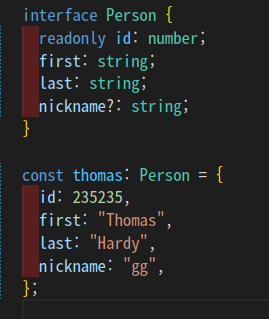 interface Person {
readonly id: number;
first: string;
last: string;
nickname?: string;
}
const thomas: Person = {
id: 235235,
first: "Thomas",
last: "Hardy",
nickname: "gg",
};